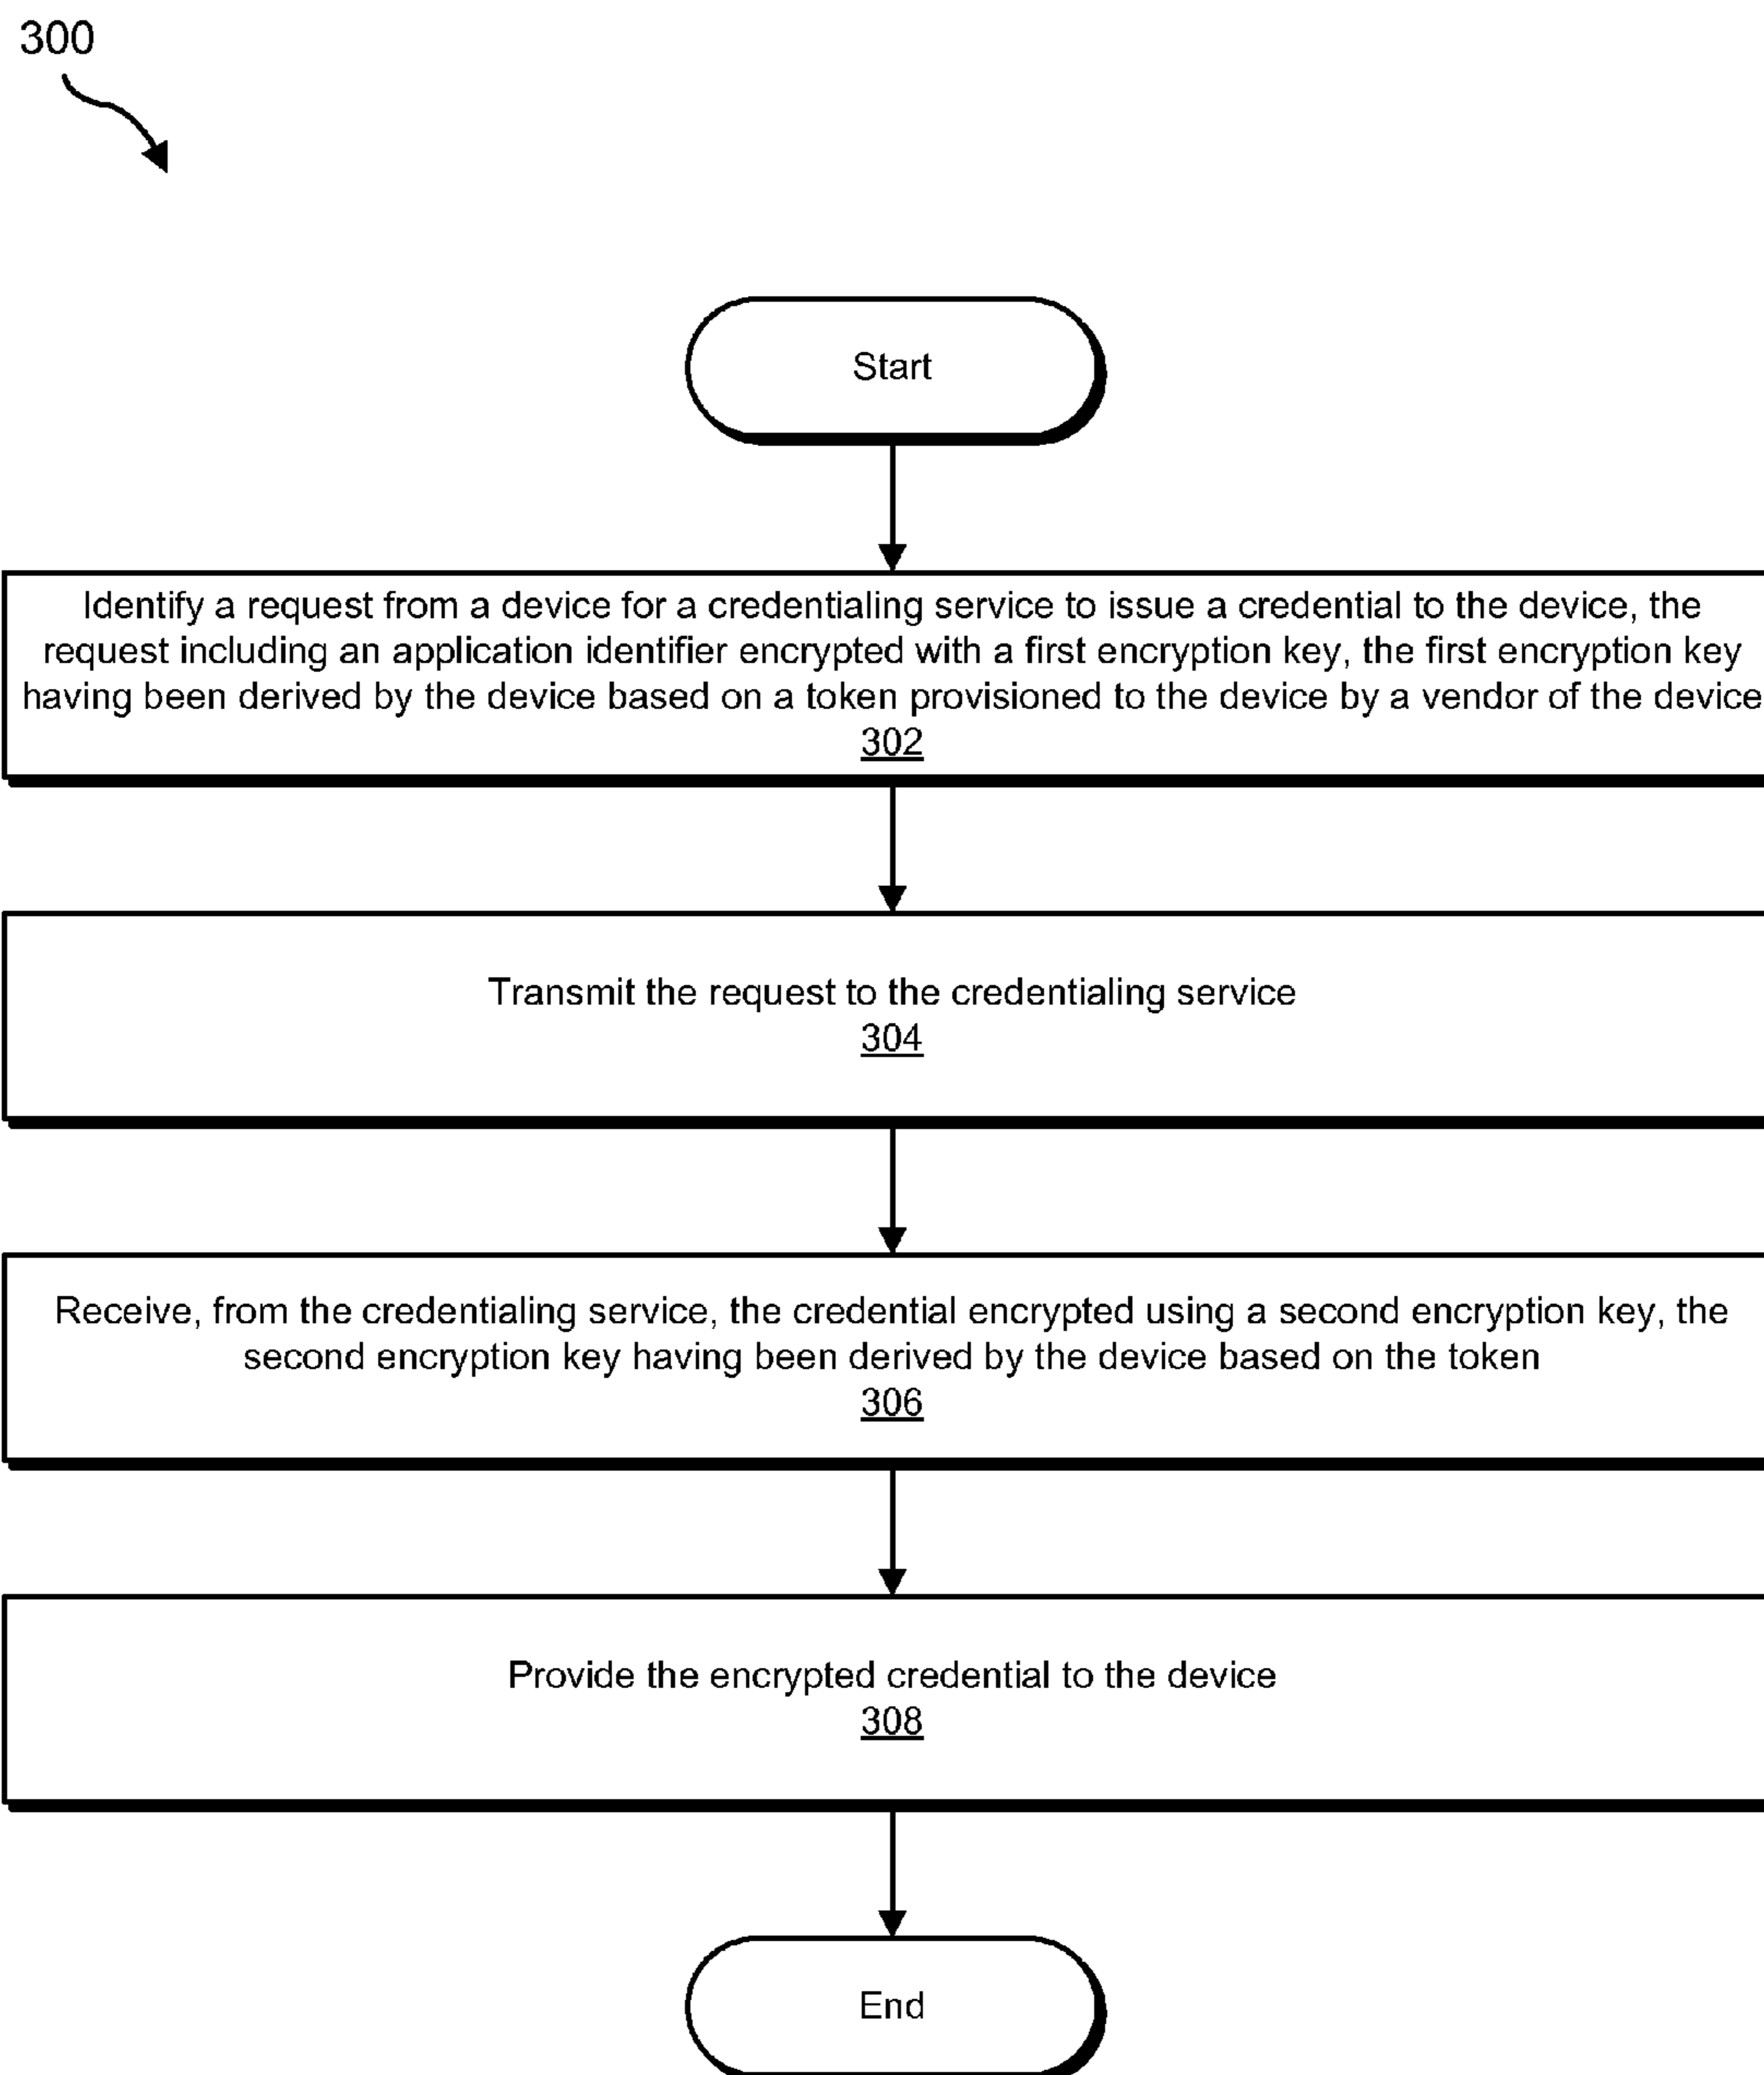 300
Start
Identify a request from a device for a credentialing service to issue a credential to the device, the
request including an application identifier encrypted with a first encryption key, the first encryption key
having been derived by the device based on a token provisioned to the device by a vendor of the device
302
Transmit the request to the credentialing service
304
Receive, from the credentialing service, the credential encrypted using a second encryption key, the
second encryption key having been derived by the device based on the token
306
Provide the encrypted credential to the device
308
End